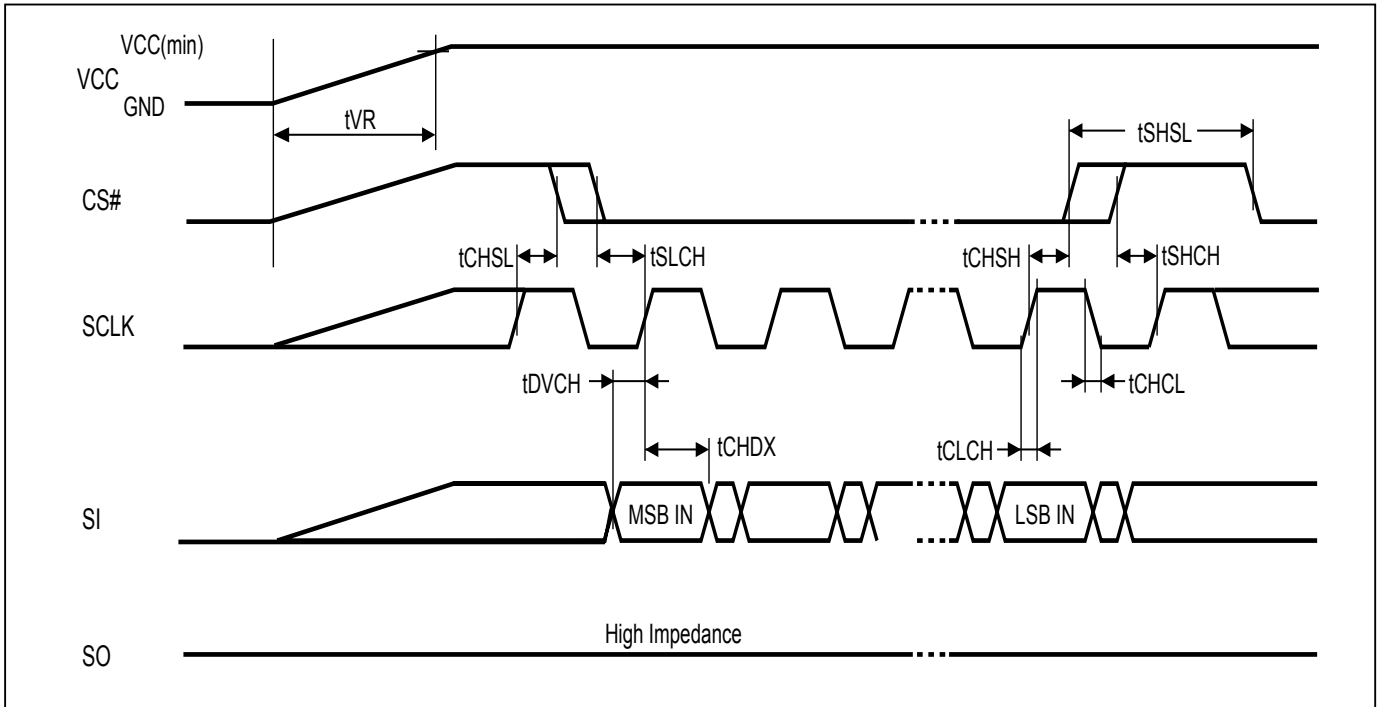 VCC(min)
VCC
GND
tVR
tSHSL
CS#
tCHSL
tSLCH
tCHSH
tSHCH
SCLK
tDVCH
tCHCL
tCHDX
tCLCH
SI
MSB IN
LSB IN
High Impedance
SO